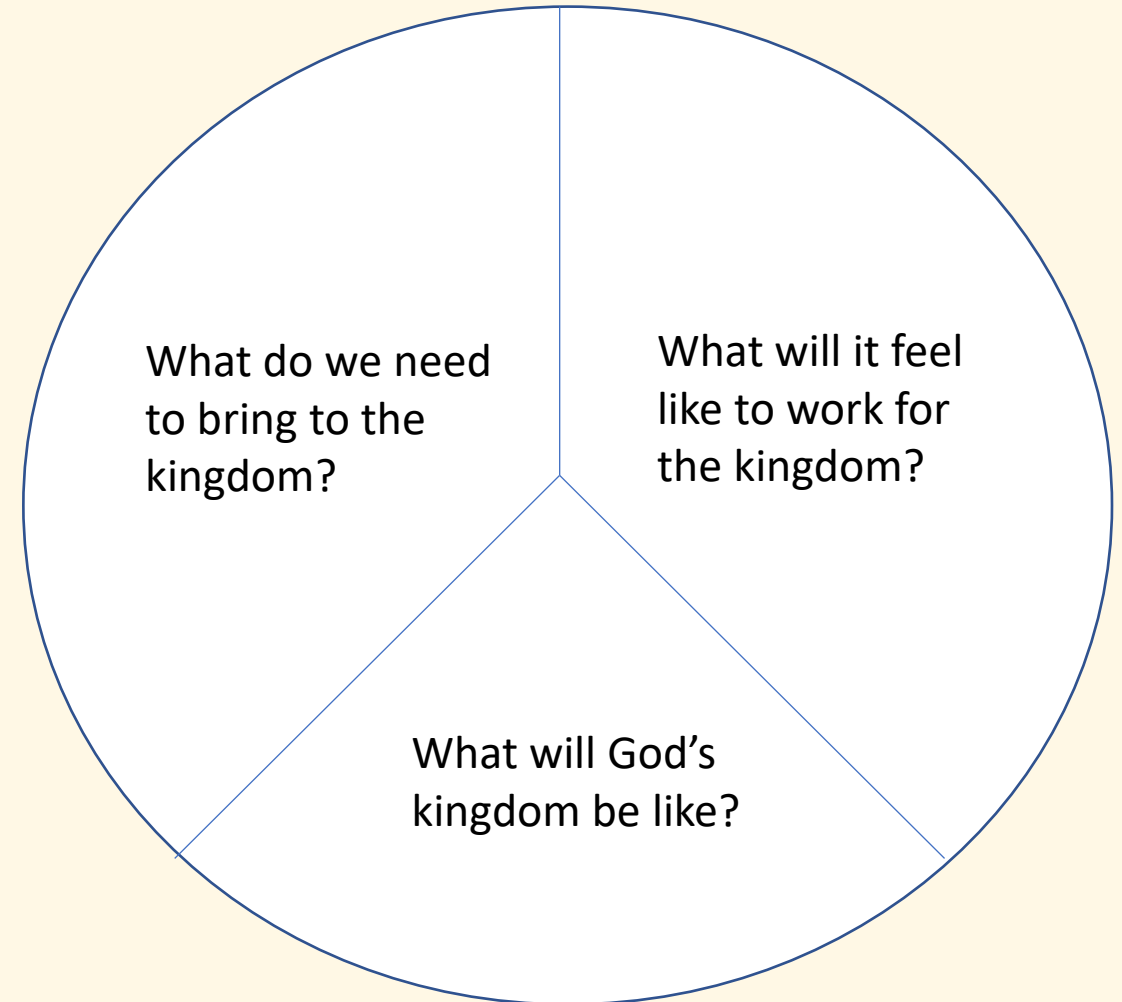 What do we need
to bring to the
kingdom?
What will it feel
like to work for
the kingdom?
What will God’s
kingdom be like?